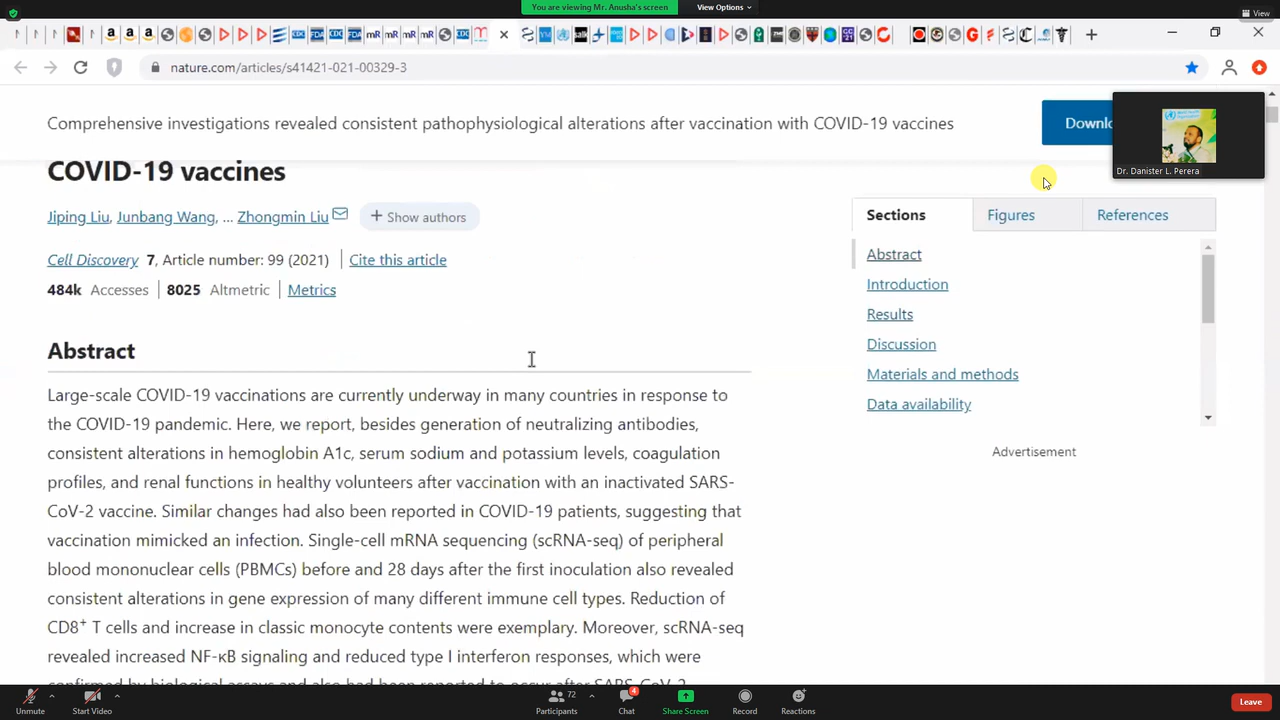 You are viewing Mr. Anusha's screen
View Options
View
nature.com/articles/s41421-021-00329-3
Comprehensive investigations revealed consistent pathophysiological alterations after vaccination with COVID-19 vaccines
Dr. Danister L. Perera
COVID-19 vaccines
Jiping Liu, Junbang Wang, ... Zhongmin Liu + Show authors
Cell Discovery 7, Article number: 99 (2021) | Cite this article
484k Accesses | 8025 Altmetric | Metrics
Abstract
Large-scale COVID-19 vaccinations are currently underway in many countries in response to
the COVID-19 pandemic. Here, we report, besides generation of neutralizing antibodies,
consistent alterations in hemoglobin A1c, serum sodium and potassium levels, coagulation
profiles, and renal functions in healthy volunteers after vaccination with an inactivated SARS-
CoV-2 vaccine. Similar changes had also been reported in COVID-19 patients, suggesting that
vaccination mimicked an infection. Single-cell mRNA sequencing (scRNA-seq) of peripheral
blood mononuclear cells (PBMCs) before and 28 days after the first inoculation also revealed
consistent alterations in gene expression of many different immune cell types. Reduction of
CD8+ T cells and increase in classic monocyte contents were exemplary. Moreover, scRNA-seq
revealed increased NF-κB signaling and reduced type I interferon responses, which were
Sections Figures References
Abstract
Introduction
Results
Discussion
Materials and methods
Data availability
Advertisement
Unmute
Start Video
Participants 72
Chat 4
Share Screen
Record
Reactions
Leave